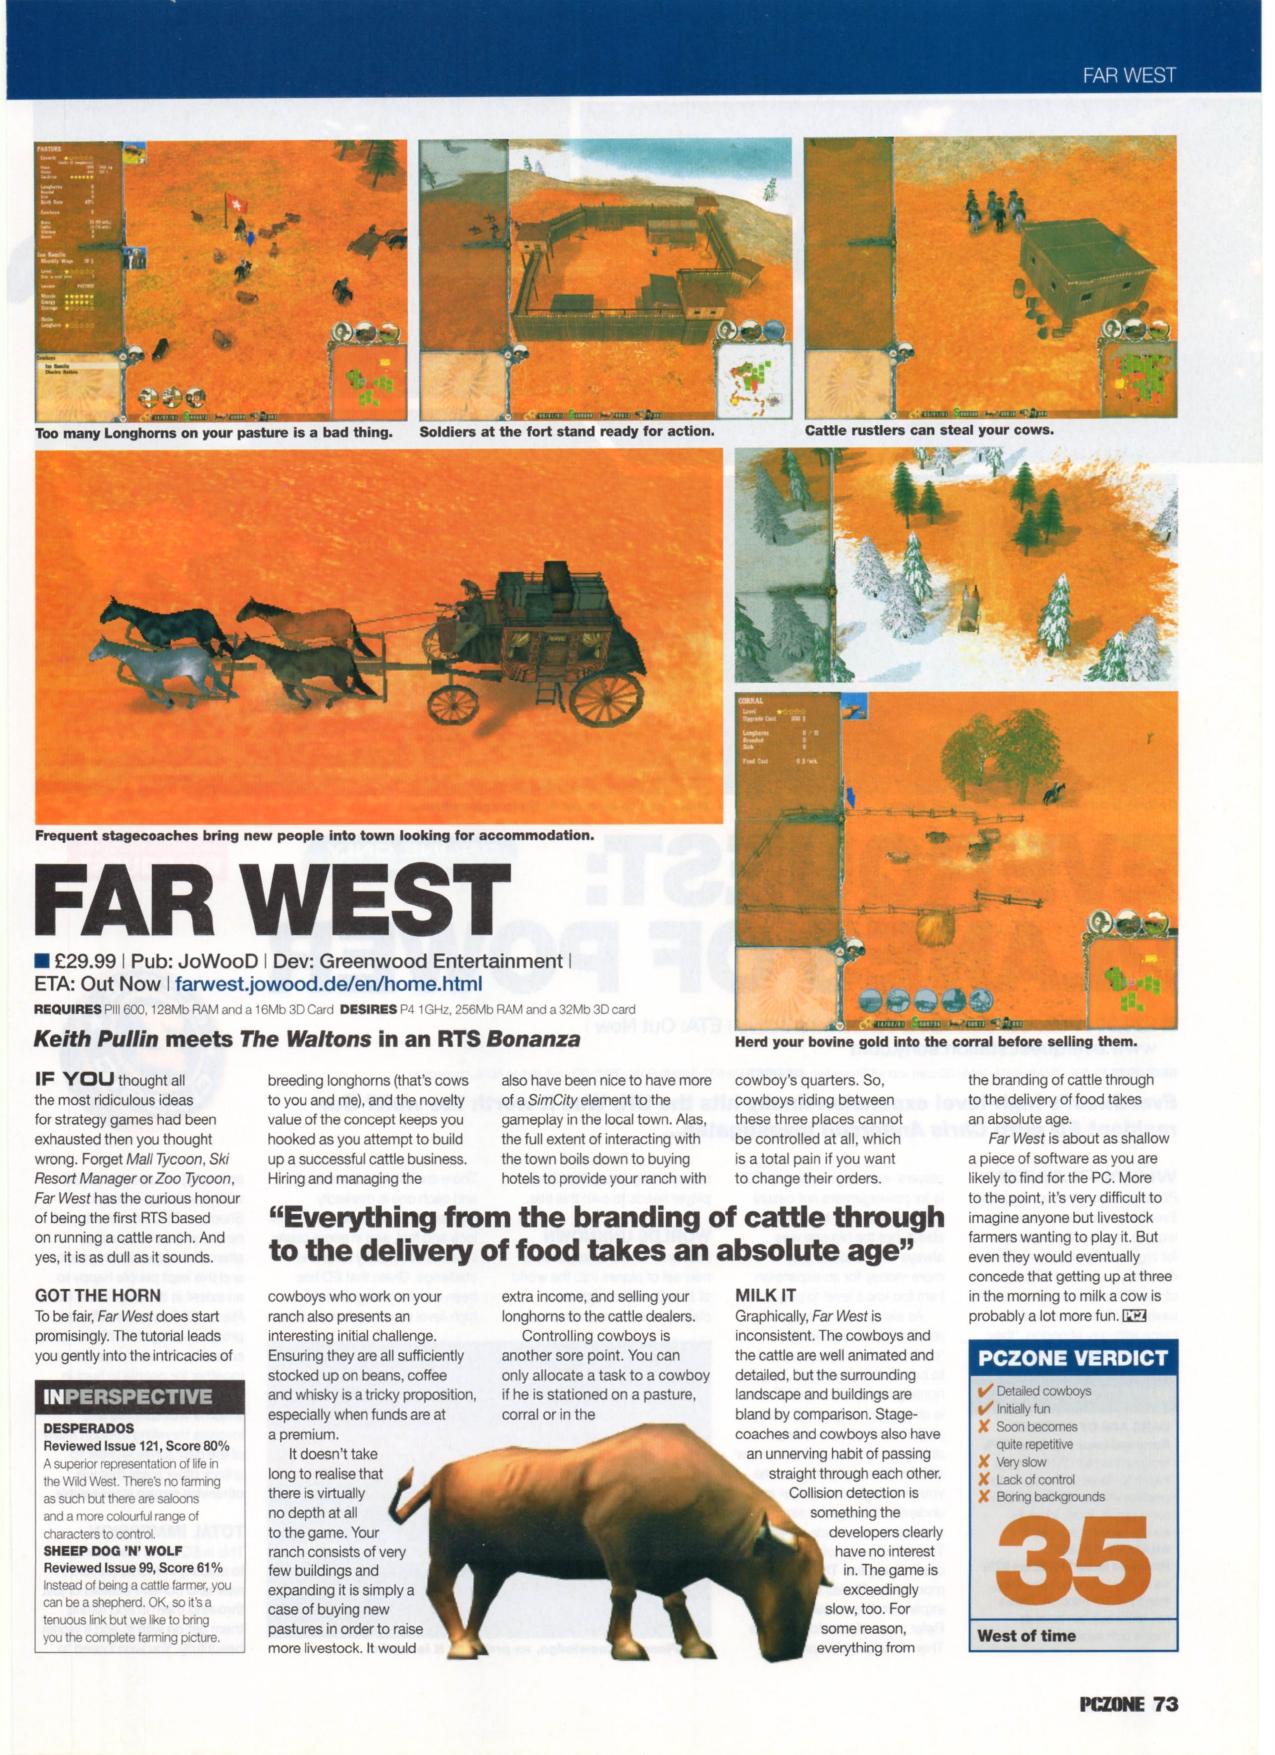 FAR WEST
PASTURE
Too many Longhorns on your pasture is a bad thing.
Soldiers at the fort stand ready for action.
Cattle rustlers can steal your cows.
Frequent stagecoaches bring new people into town looking for accommodation.
CORRAL
Level
Upgrade Cost
Longhorns
Branded
Sick
Food Cost
Herd your bovine gold into the corral before selling them.
FAR WEST
£29.99 | Pub: JoWooD | Dev: Greenwood Entertainment |
ETA: Out Now | farwest.jowood.de/en/home.html
REQUIRES PIII 600, 128Mb RAM and a 16Mb 3D Card DESIRES P4 1GHz, 256Mb RAM and a 32Mb 3D card
Keith Pullin meets The Waltons in an RTS Bonanza
IF YOU thought all
the most ridiculous ideas
for strategy games had been
exhausted then you thought
wrong. Forget Mall Tycoon, Ski
Resort Manager or Zoo Tycoon,
Far West has the curious honour
of being the first RTS based
on running a cattle ranch. And
yes, it is as dull as it sounds.
GOT THE HORN
To be fair, Far West does start
promisingly. The tutorial leads
you gently into the intricacies of
breeding longhorns (that's cows
to you and me), and the novelty
value of the concept keeps you
hooked as you attempt to build
up a successful cattle business.
Hiring and managing the
"Everything from the branding of cattle through
to the delivery of food takes an absolute age"
cowboys who work on your
ranch also presents an
interesting initial challenge.
Ensuring they are all sufficiently
stocked up on beans, coffee
and whisky is a tricky proposition,
especially when funds are at
a premium.
It doesn't take
long to realise that
there is virtually
no depth at all
to the game. Your
ranch consists of very
few buildings and
expanding it is simply a
case of buying new
pastures in order to raise
more livestock. It would
also have been nice to have more
of a SimCity element to the
gameplay in the local town. Alas,
the full extent of interacting with
the town boils down to buying
hotels to provide your ranch with
extra income, and selling your
longhorns to the cattle dealers.
Controlling cowboys is
another sore point. You can
only allocate a task to a cowboy
if he is stationed on a pasture,
corral or in the
cowboy's quarters. So,
cowboys riding between
these three areas cannot
be controlled at all, which
is a total pain if you want
to change their orders.
MILK IT
Graphically, Far West is
inconsistent. The cowboys and
the cattle are well animated and
detailed, but the surrounding
landscape and buildings are
bland by comparison. Stage-
coaches and cowboys also have
an unnerving habit of passing
straight through each other.
Collision detection is
something the
developers clearly
have no interest
in. The game is
exceedingly
slow, too. For
some reason,
everything from
the branding of cattle through
to the delivery of food takes
an absolute age.
Far West is about as shallow
a piece of software as you are
likely to find for the PC. More
to the point, it's very difficult to
imagine anyone but livestock
farmers wanting to play it. But
even they would eventually
concede that getting up at three
in the morning to milk a cow is
probably a lot more fun. PCZ
INPERSPECTIVE
DESPERADOS
Reviewed Issue 121, Score 80%
A superior representation of life in
the Wild West. There's no farming
as such but there are saloons
and a more colourful range of
characters to control.
SHEEP DOG 'N' WOLF
Reviewed Issue 99, Score 61%
Instead of being a cattle farmer, you
can be a shepherd. OK, so it's a
tenuous link but we like to bring
you the complete farming picture.
PCZONE VERDICT
Detailed cowboys
Initially fun
Soon becomes
quite repetitive
Very slow
Lack of control
Boring backgrounds
35
West of time
PCZONE 73